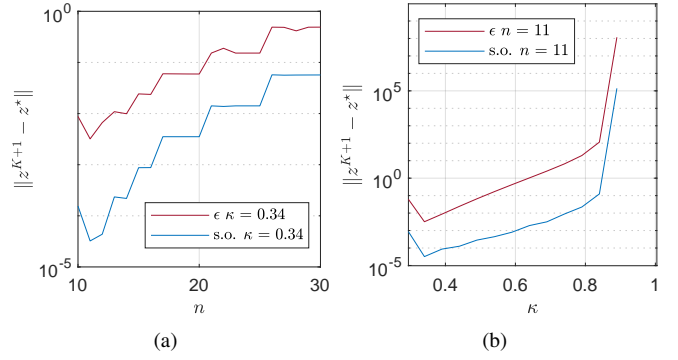 10^0
‖z^{K+1} − z*‖
10^{-5}
ϵ κ = 0.34
s.o. κ = 0.34
10 20 30
n
(a)
ϵ n = 11
s.o. n = 11
10^5
10^0
10^{-5}
‖z^{K+1} − z*‖
0.4 0.6 0.8 1
κ
(b)